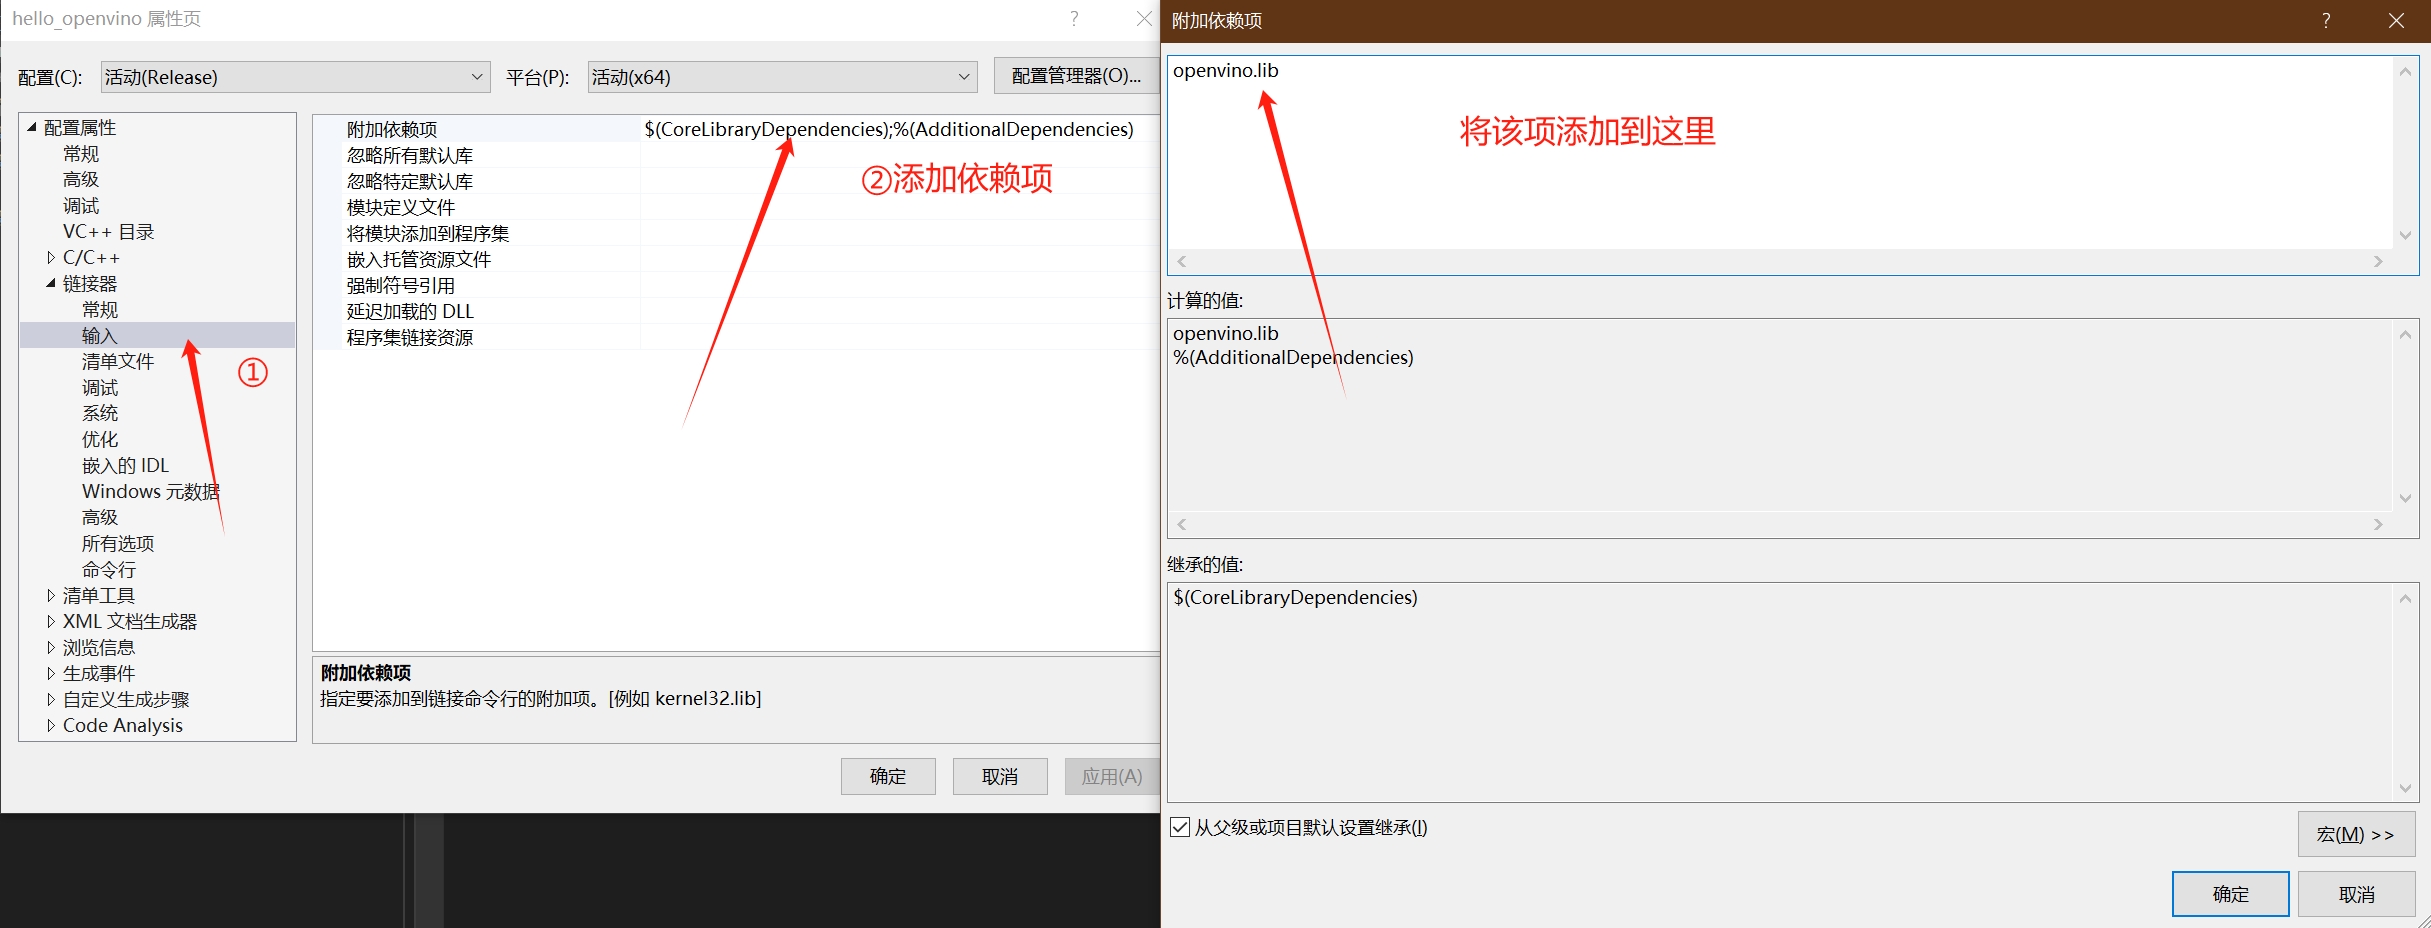 hello_openvino 属性页
配置(C):
活动(Release)
平台(P):
活动(x64)
配置管理器(O)...
配置属性
常规
高级
调试
VC++ 目录
C/C++
链接器
常规
输入
清单文件
调试
系统
优化
嵌入的 IDL
Windows 元数据
高级
所有选项
命令行
清单工具
XML 文档生成器
浏览信息
生成事件
自定义生成步骤
Code Analysis
①
附加依赖项 $(CoreLibraryDependencies);%(AdditionalDependencies)
忽略所有默认库
忽略特定默认库
模块定义文件
将模块添加到程序集
嵌入托管资源文件
强制符号引用
延迟加载的 DLL
程序集链接资源
②添加依赖项
附加依赖项
指定要添加到链接命令行的附加项。[例如 kernel32.lib]
确定
取消
应用(A)
附加依赖项
openvino.lib
将该项添加到这里
计算的值:
openvino.lib
%(AdditionalDependencies)
继承的值:
$(CoreLibraryDependencies)
从父级或项目默认设置继承(I)
宏(M) >>
确定
取消